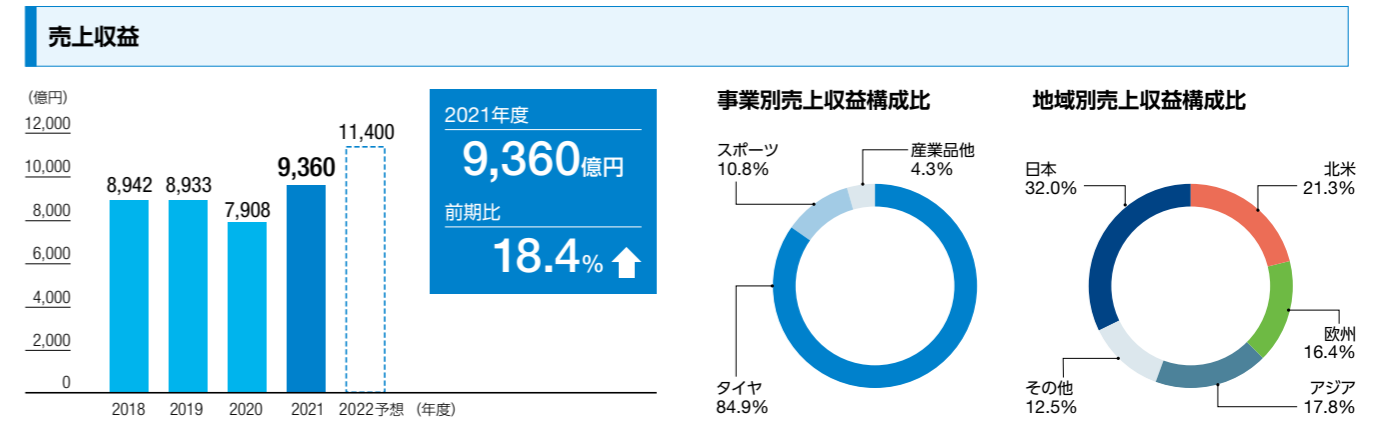 売上収益
（億円）
12,000
10,000
8,000
6,000
4,000
2,000
0
8,942
8,933
7,908
9,360
11,400
2018
2019
2020
2021
2022予想
（年度）
2021年度
9,360億円
前期比
18.4%
事業別売上収益構成比
スポーツ
10.8%
産業品他
4.3%
タイヤ
84.9%
地域別売上収益構成比
日本
32.0%
北米
21.3%
欧州
16.4%
その他
12.5%
アジア
17.8%